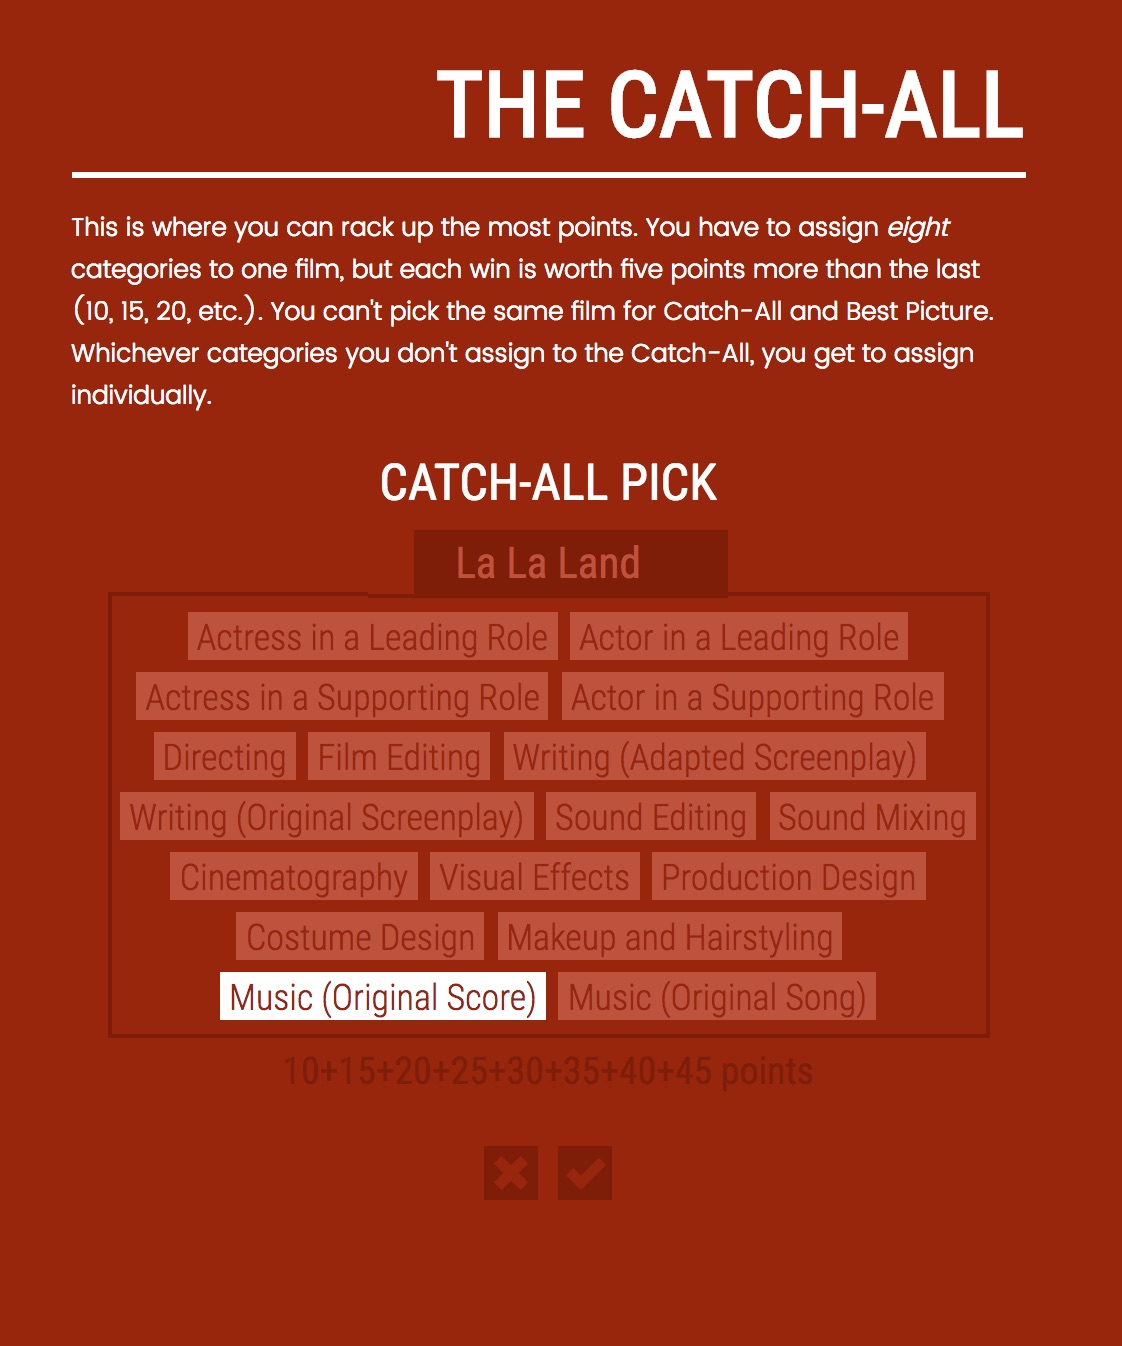 THE CATCH-ALL
This is where you can rack up the most points. You have to assign eight
categories to one film, but each win is worth five points more than the last
(10, 15, 20, etc.). You can't pick the same film for Catch-All and Best Picture.
Whichever categories you don't assign to the Catch-All, you get to assign
individually.
CATCH-ALL PICK
La La Land
Actress in a Leading Role Actor in a Leading Role
Actress in a Supporting Role Actor in a Supporting Role
Directing Film Editing Writing (Adapted Screenplay)
Writing (Original Screenplay) Sound Editing Sound Mixing
Cinematography Visual Effects Production Design
Costume Design Makeup and Hairstyling
Music (Original Score) Music (Original Song)
10+15+20+25+30+35+40+45 points